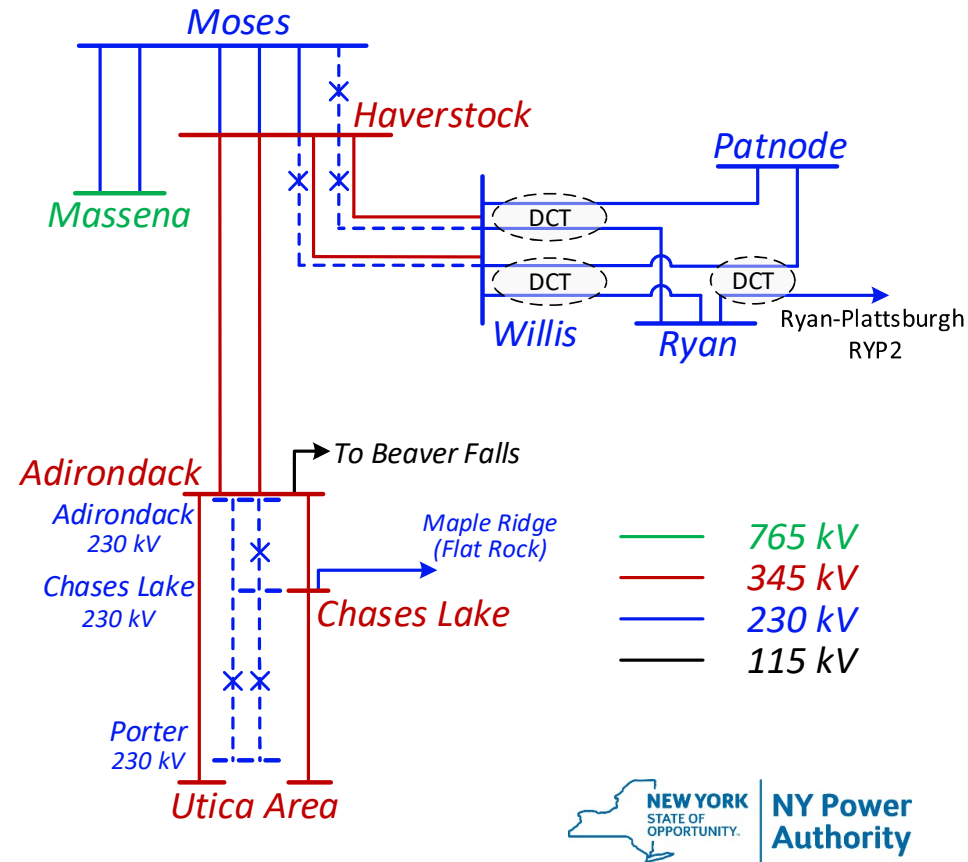 Moses
Haverstock
Patnode
Massena
DCT
DCT
DCT
Willis
Ryan
Ryan-Plattsburgh
RYP2
To Beaver Falls
Adirondack
Adirondack
230 kV
Maple Ridge
(Flat Rock)
Chases Lake
230 kV
Chases Lake
765 kV
345 kV
230 kV
115 kV
Porter
230 kV
Utica Area
NEW YORK
STATE OF
OPPORTUNITY™
NY Power
Authority